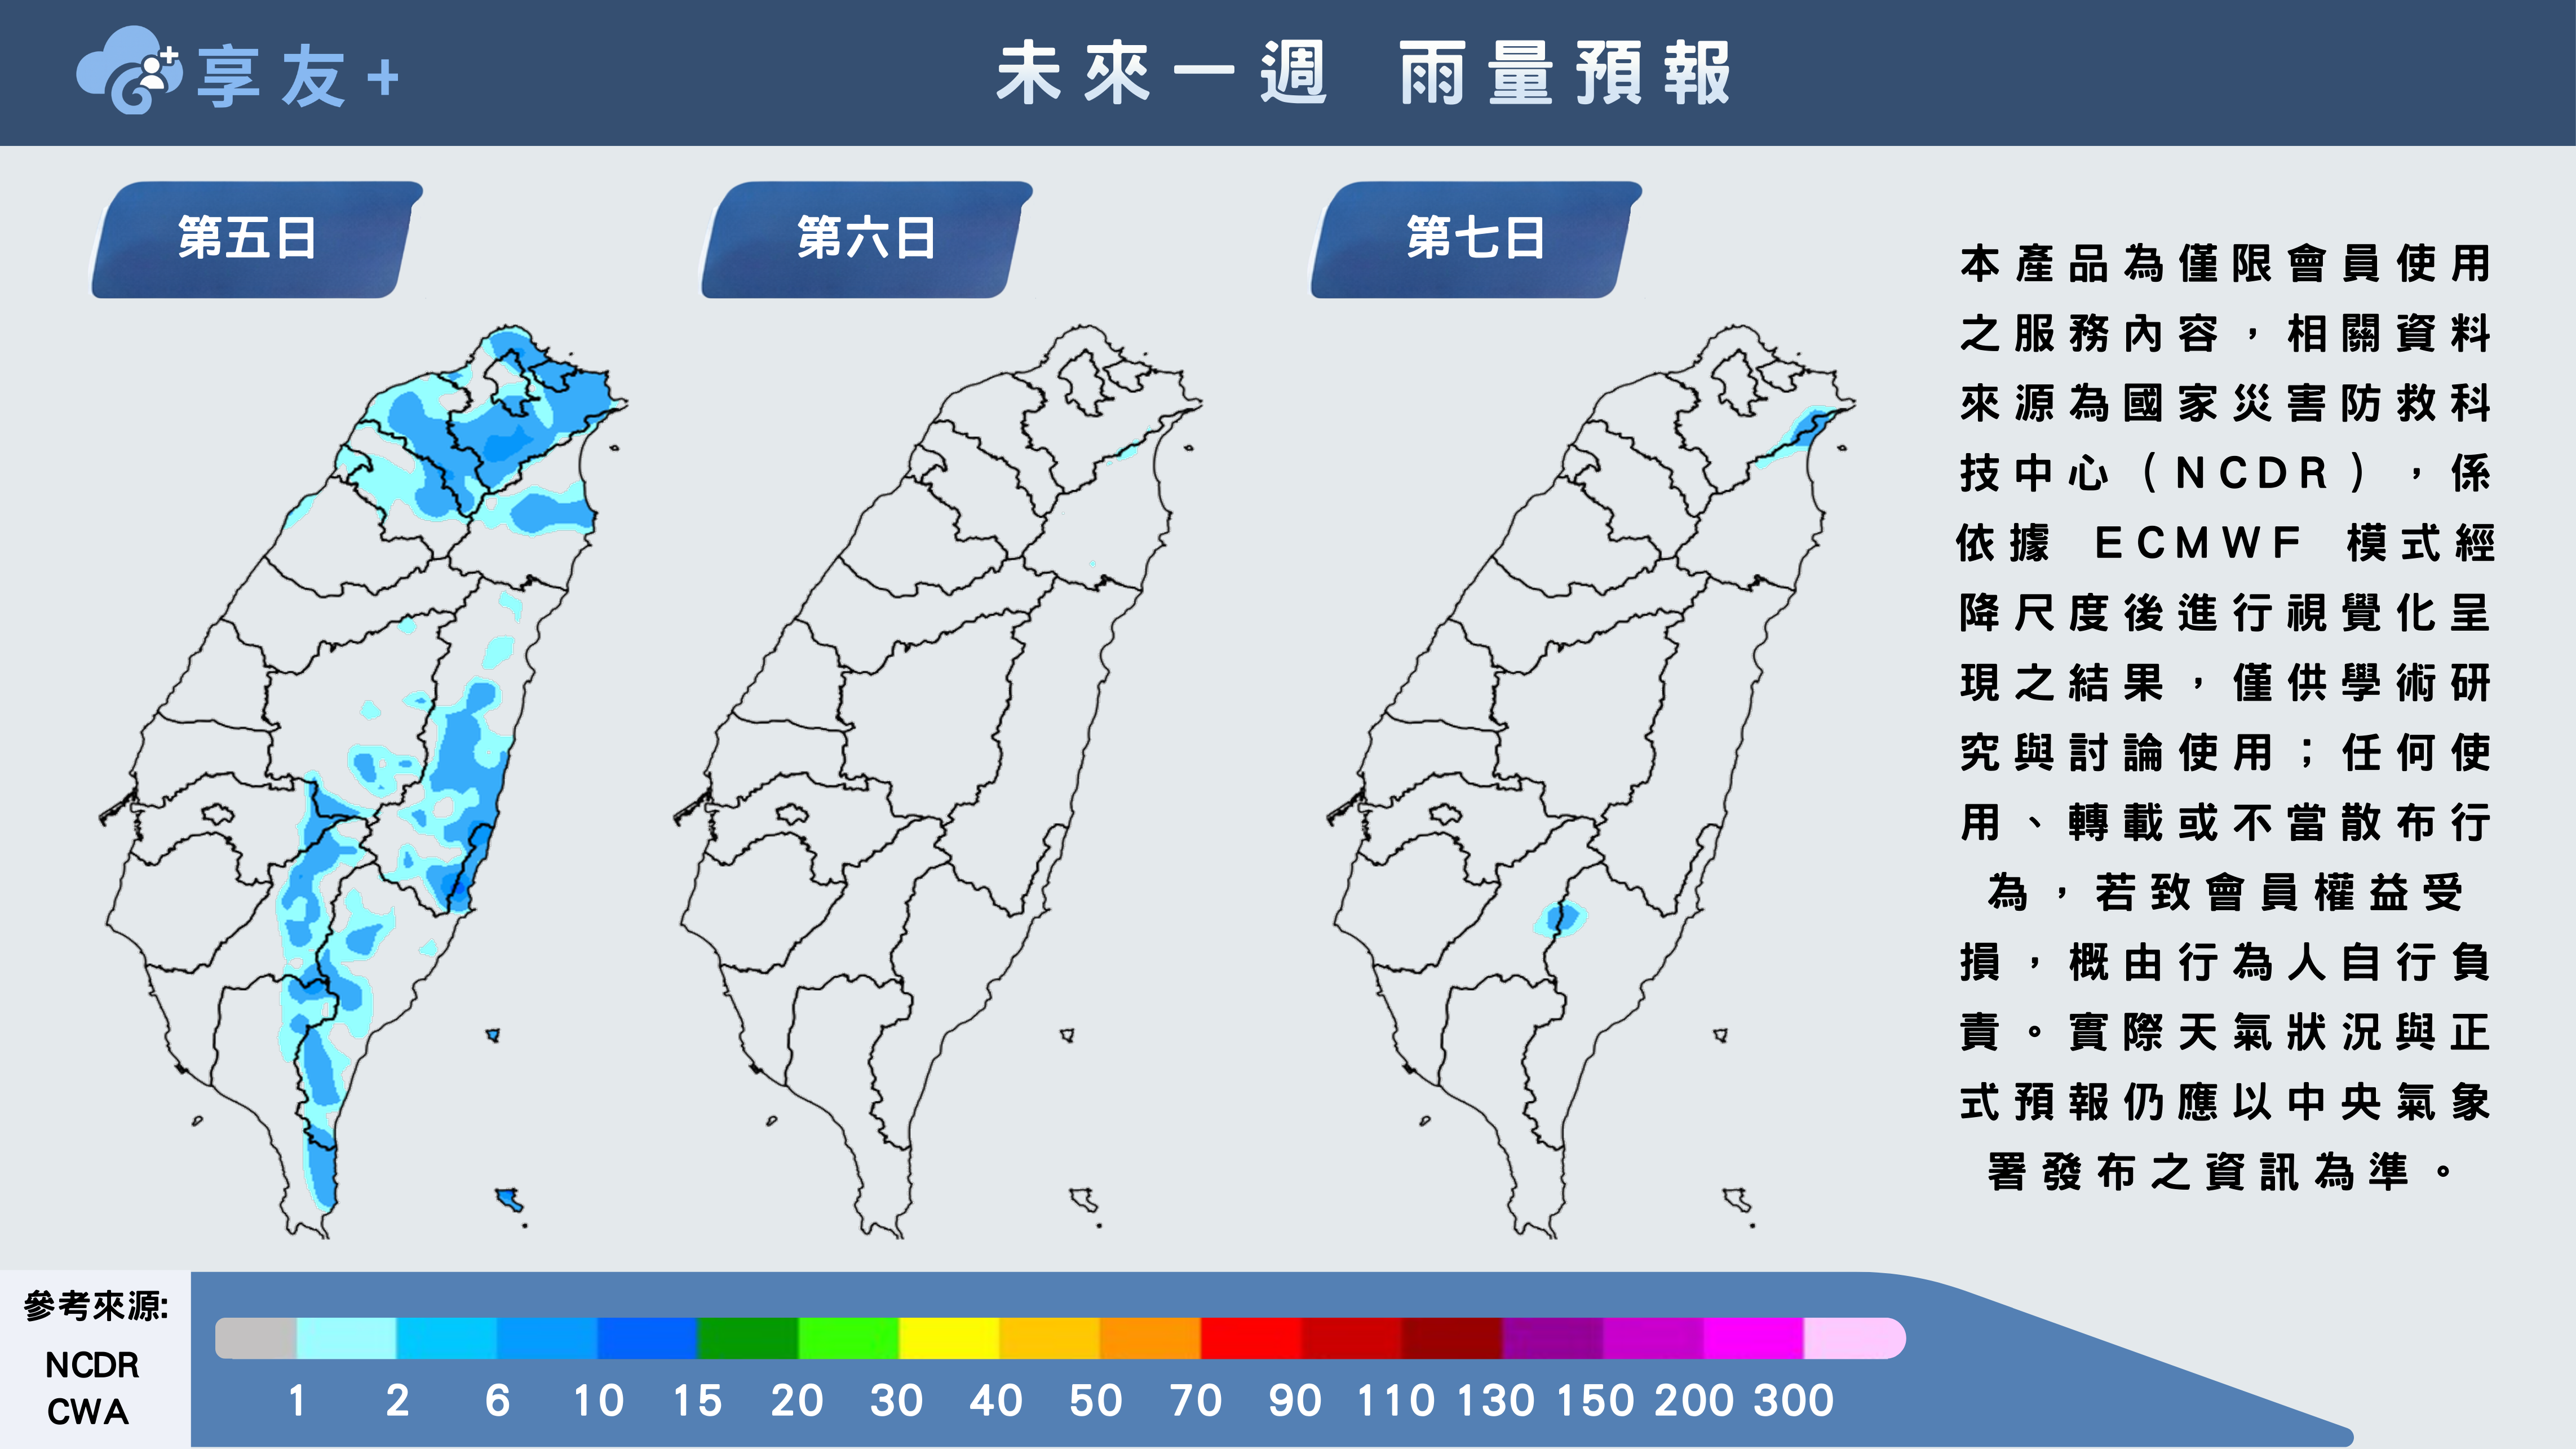 享友+
未來一週 雨量預報
第五日
第六日
第七日
本產品為僅限會員使用
之服務內容，相關資料
來源為國家災害防救科
技中心(NCDR)，係
依據 ECMWF 模式經
降尺度後進行視覺化呈
現之結果，僅供學術研
究與討論使用；任何使
用、轉載或不當散布行
為，若致會員權益受
損，概由行為人自行負
責。實際天氣狀況與正
式預報仍應以中央氣象
署發布之資訊為準。
參考來源:
NCDR
CWA
1 2 6 10 15 20 30 40 50 70 90 110 130 150 200 300